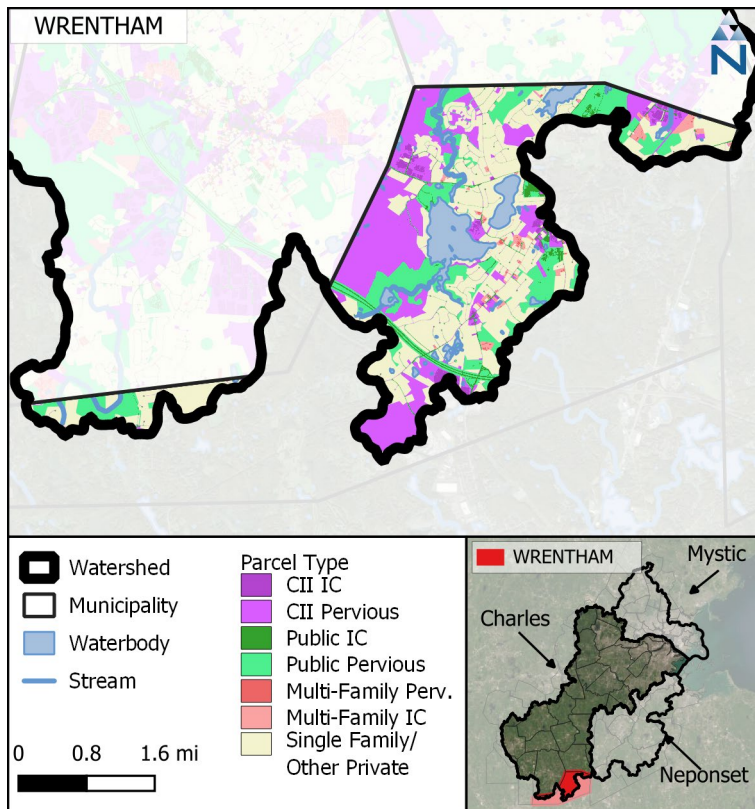 WRENTHAM
N
Watershed
Municipality
Waterbody
Stream
0 0.8 1.6 mi
Parcel Type
CII IC
CII Pervious
Public IC
Public Pervious
Multi-Family Perv.
Multi-Family IC
Single Family/
Other Private
WRENTHAM
Mystic
Charles
Neponset